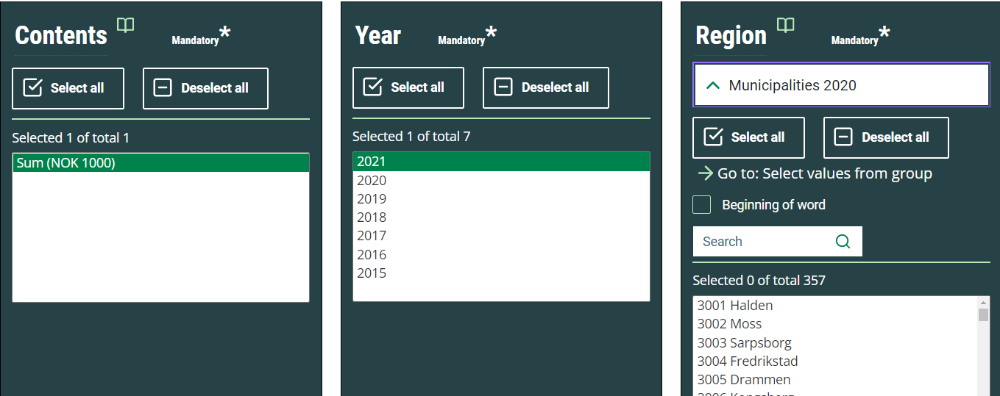 Contents
Mandatory*
Select all
Deselect all
Selected 1 of total 1
Sum (NOK 1000)
Year
Mandatory*
Select all
Deselect all
Selected 1 of total 7
2021
2020
2019
2018
2017
2016
2015
Region
Mandatory*
Municipalities 2020
Select all
Deselect all
Go to: Select values from group
Beginning of word
Search
Selected 0 of total 357
3001 Halden
3002 Moss
3003 Sarpsborg
3004 Fredrikstad
3005 Drammen